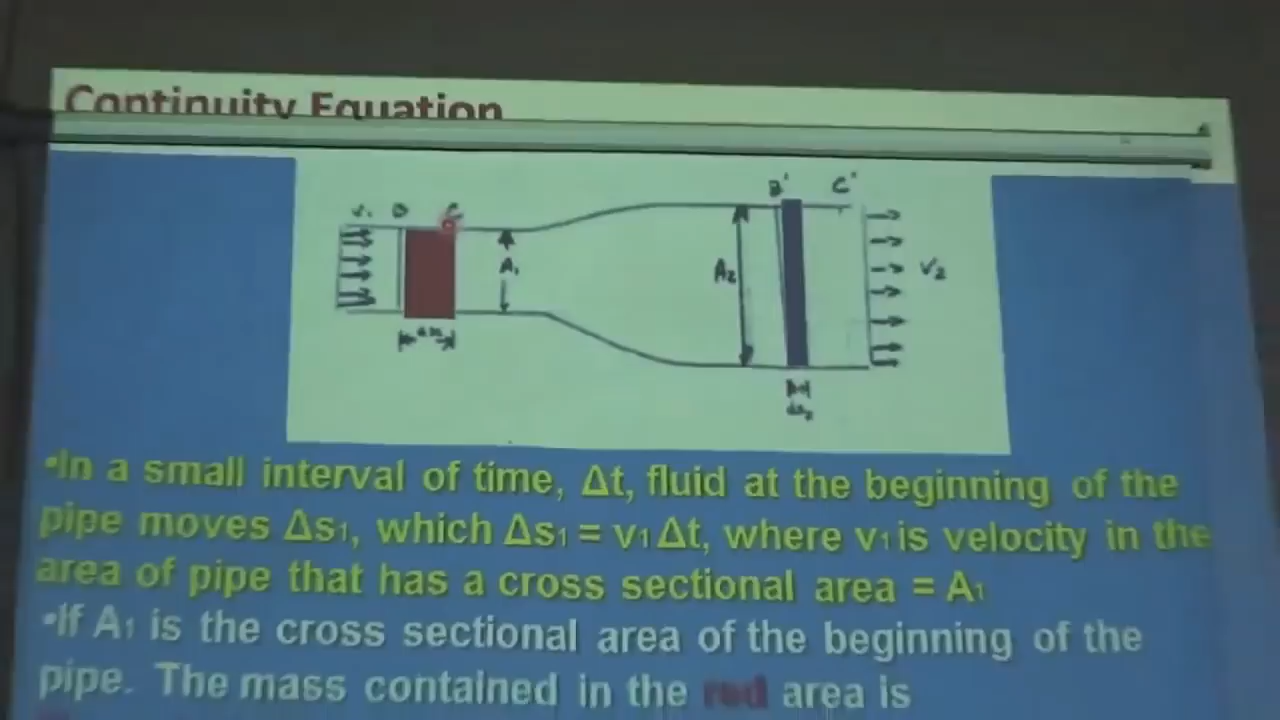 Continuity Equation
B' C'
V₁ B C
A₁ A₂ V₂
Δs₂
•In a small interval of time, Δt, fluid at the beginning of the
pipe moves Δs₁, which Δs₁ = v₁Δt, where v₁ is velocity in the
area of pipe that has a cross sectional area = A₁
•If A₁ is the cross sectional area of the beginning of the
pipe. The mass contained in the red area is